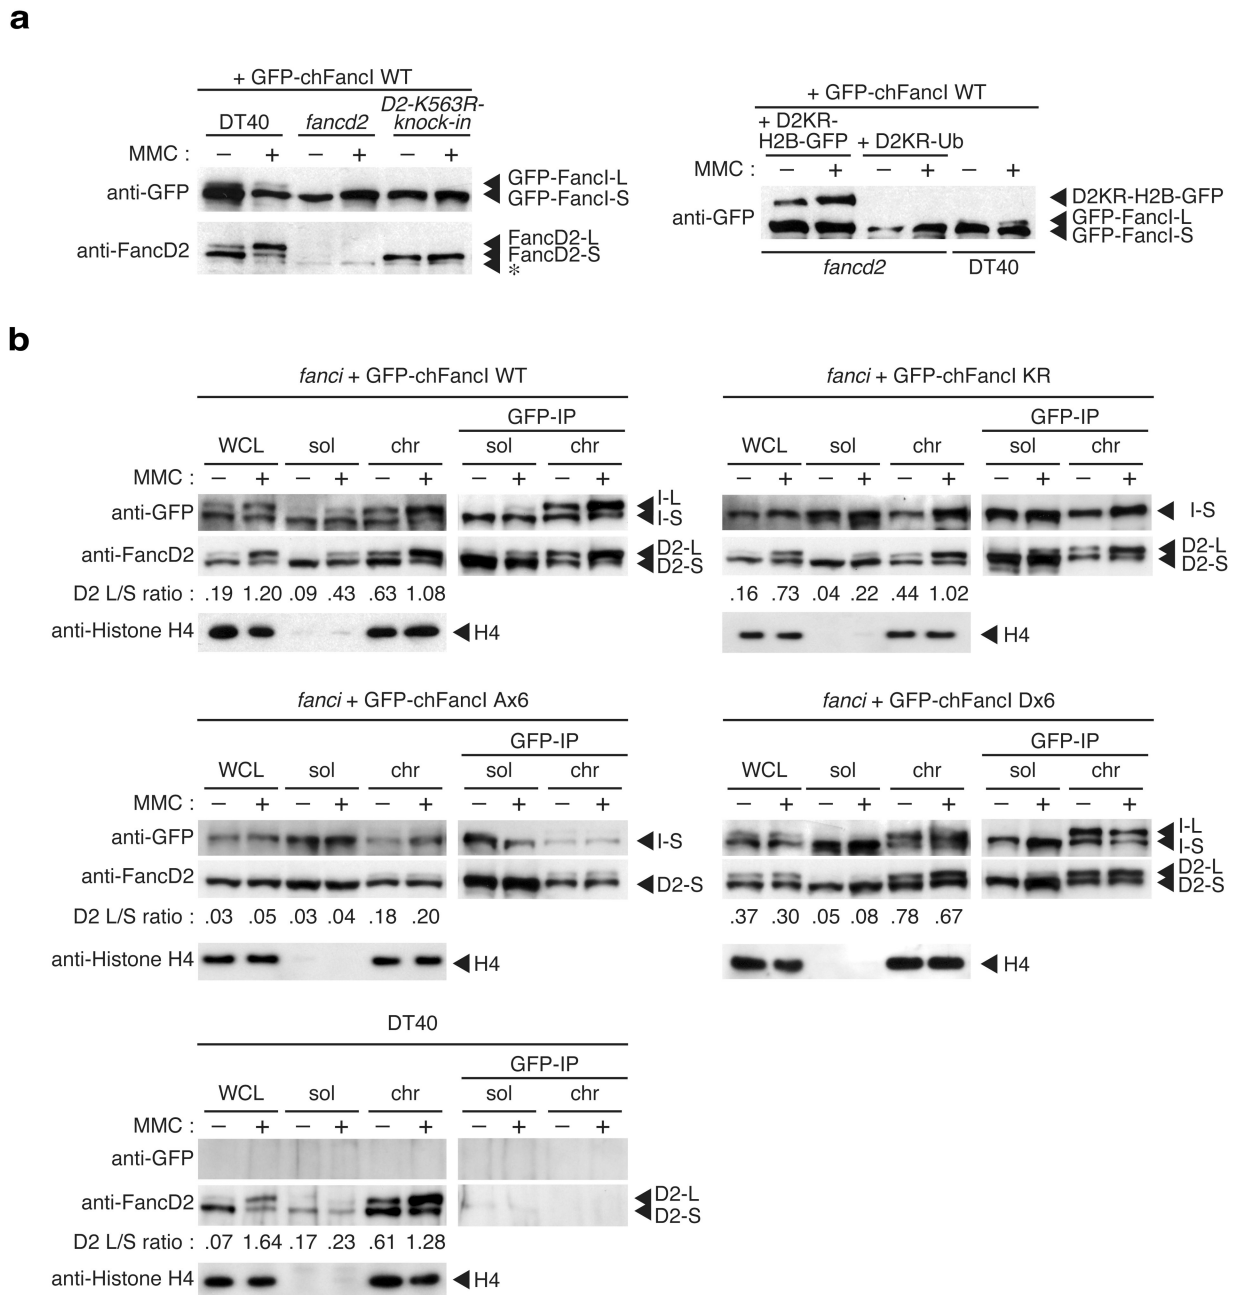 a
+ GFP-chFancI WT
DT40 fancd2 D2-K563R-knock-in
MMC : − + − + − +
anti-GFP
GFP-FancI-L
GFP-FancI-S
anti-FancD2
FancD2-L
FancD2-S
*
+ GFP-chFancI WT
+ D2KR-
H2B-GFP + D2KR-Ub
MMC : − + − + − +
anti-GFP
D2KR-H2B-GFP
GFP-FancI-L
GFP-FancI-S
fancd2 DT40
b
fanci + GFP-chFancI WT
GFP-IP
WCL sol chr sol chr
MMC : − + − + − + − + − +
anti-GFP
I-L
I-S
anti-FancD2
D2-L
D2-S
D2 L/S ratio : .19 1.20 .09 .43 .63 1.08
anti-Histone H4
H4
fanci + GFP-chFancI KR
GFP-IP
WCL sol chr sol chr
− + − + − + − + − +
I-S
D2-L
D2-S
.16 .73 .04 .22 .44 1.02
H4
fanci + GFP-chFancI Ax6
GFP-IP
WCL sol chr sol chr
MMC : − + − + − + − + − +
anti-GFP
I-S
anti-FancD2
D2-S
D2 L/S ratio : .03 .05 .03 .04 .18 .20
anti-Histone H4
H4
fanci + GFP-chFancI Dx6
GFP-IP
WCL sol chr sol chr
− + − + − + − + − +
I-L
I-S
D2-L
D2-S
.37 .30 .05 .08 .78 .67
H4
DT40
GFP-IP
WCL sol chr sol chr
MMC : − + − + − + − + − +
anti-GFP
anti-FancD2
D2-L
D2-S
D2 L/S ratio : .07 1.64 .17 .23 .61 1.28
anti-Histone H4
H4